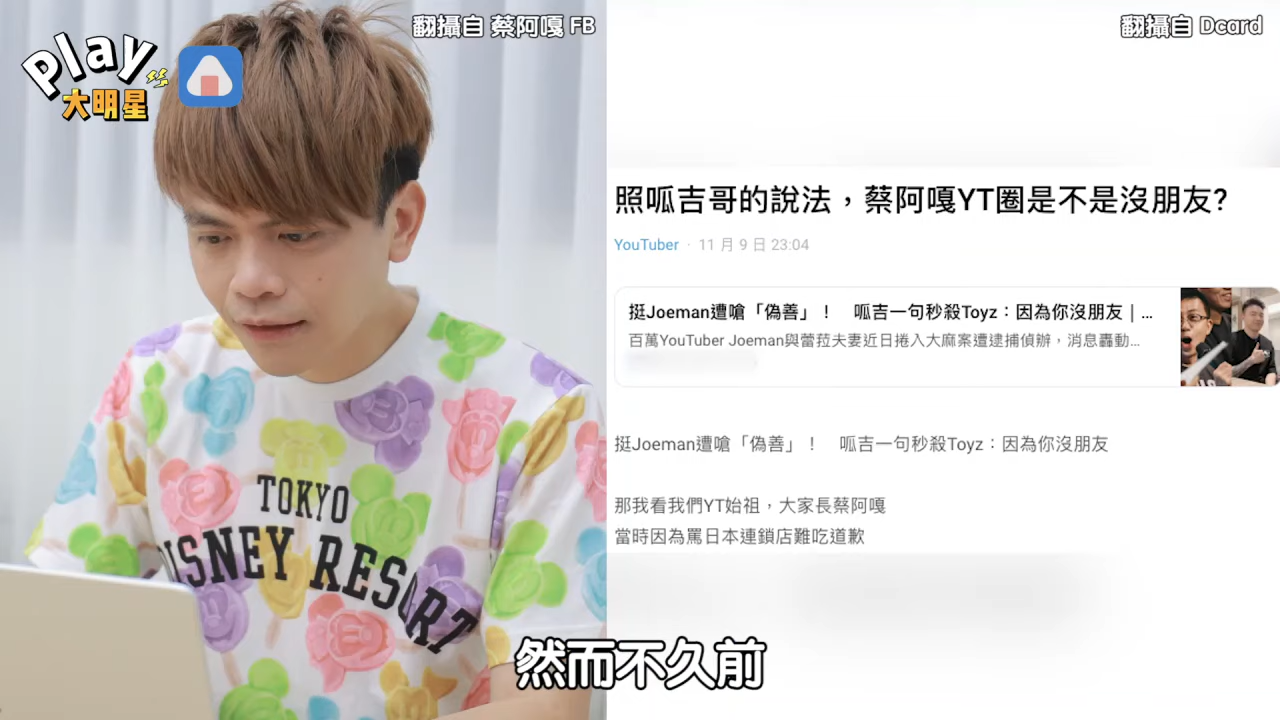 Play
大明星
翻攝自 蔡阿嘎 FB
TOKYO
DISNEY RESORT
翻攝自 Dcard
照呱吉哥的說法，蔡阿嘎YT圈是不是沒朋友?
YouTuber · 11 月 9 日 23:04
挺Joeman遭嗆「偽善」！ 呱吉一句秒殺Toyz：因為你沒朋友｜...
百萬YouTuber Joeman與蕾菈夫妻近日捲入大麻案遭逮捕偵辦，消息轟動...
挺Joeman遭嗆「偽善」！ 呱吉一句秒殺Toyz：因為你沒朋友
那我看我們YT始祖，大家長蔡阿嘎
當時因為罵日本連鎖店難吃道歉
然而不久前